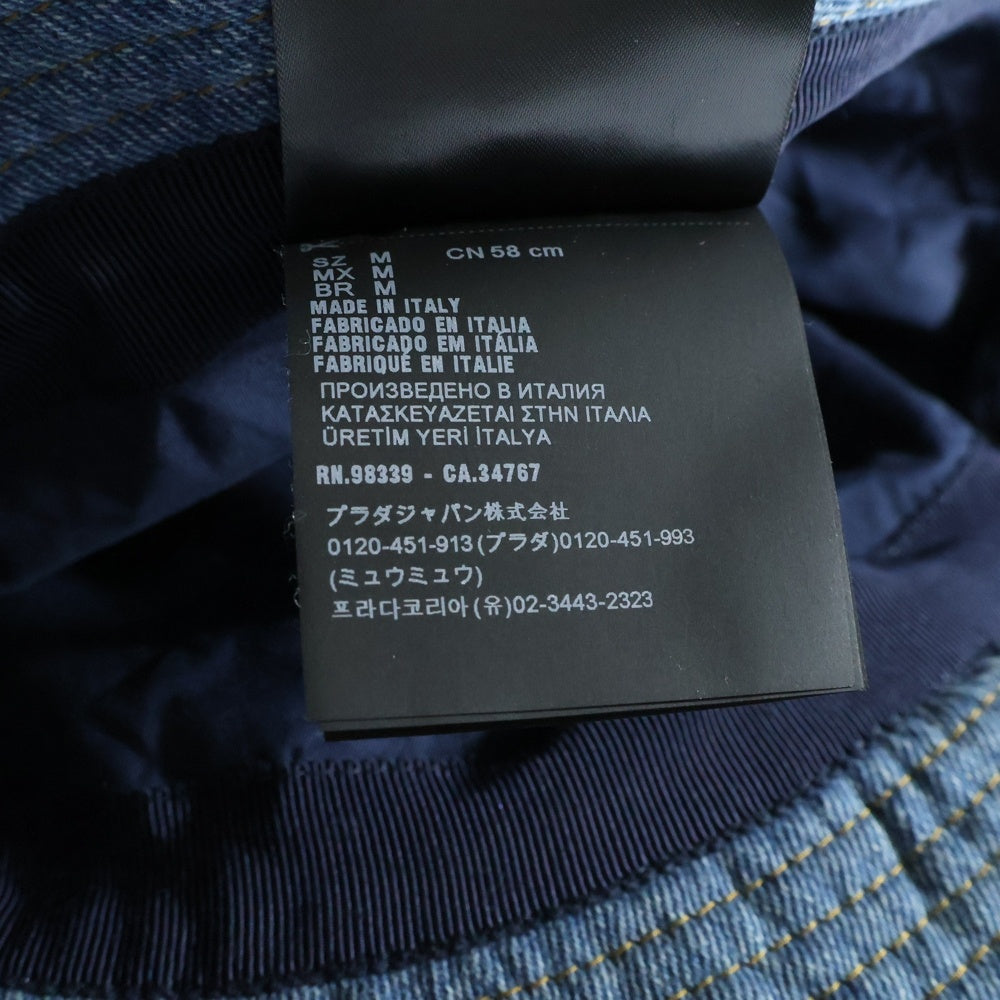 SZ M CN 58 cm
MX M
BR M
MADE IN ITALY
FABRICADO EN ITALIA
FABRICADO EM ITÁLIA
FABRIQUÉ EN ITALIE
ПРОИЗВЕДЕНО В ИТАЛИЯ
ΚΑΤΑΣΚΕΥΑΖΕΤΑΙ ΣΤΗΝ ΙΤΑΛΙΑ
ÜRETİM YERİ İTALYA
RN.98339 - CA.34767
プラダジャパン株式会社
0120-451-913(プラダ)0120-451-993
(ミュウミュウ)
프라다코리아(유)02-3443-2323